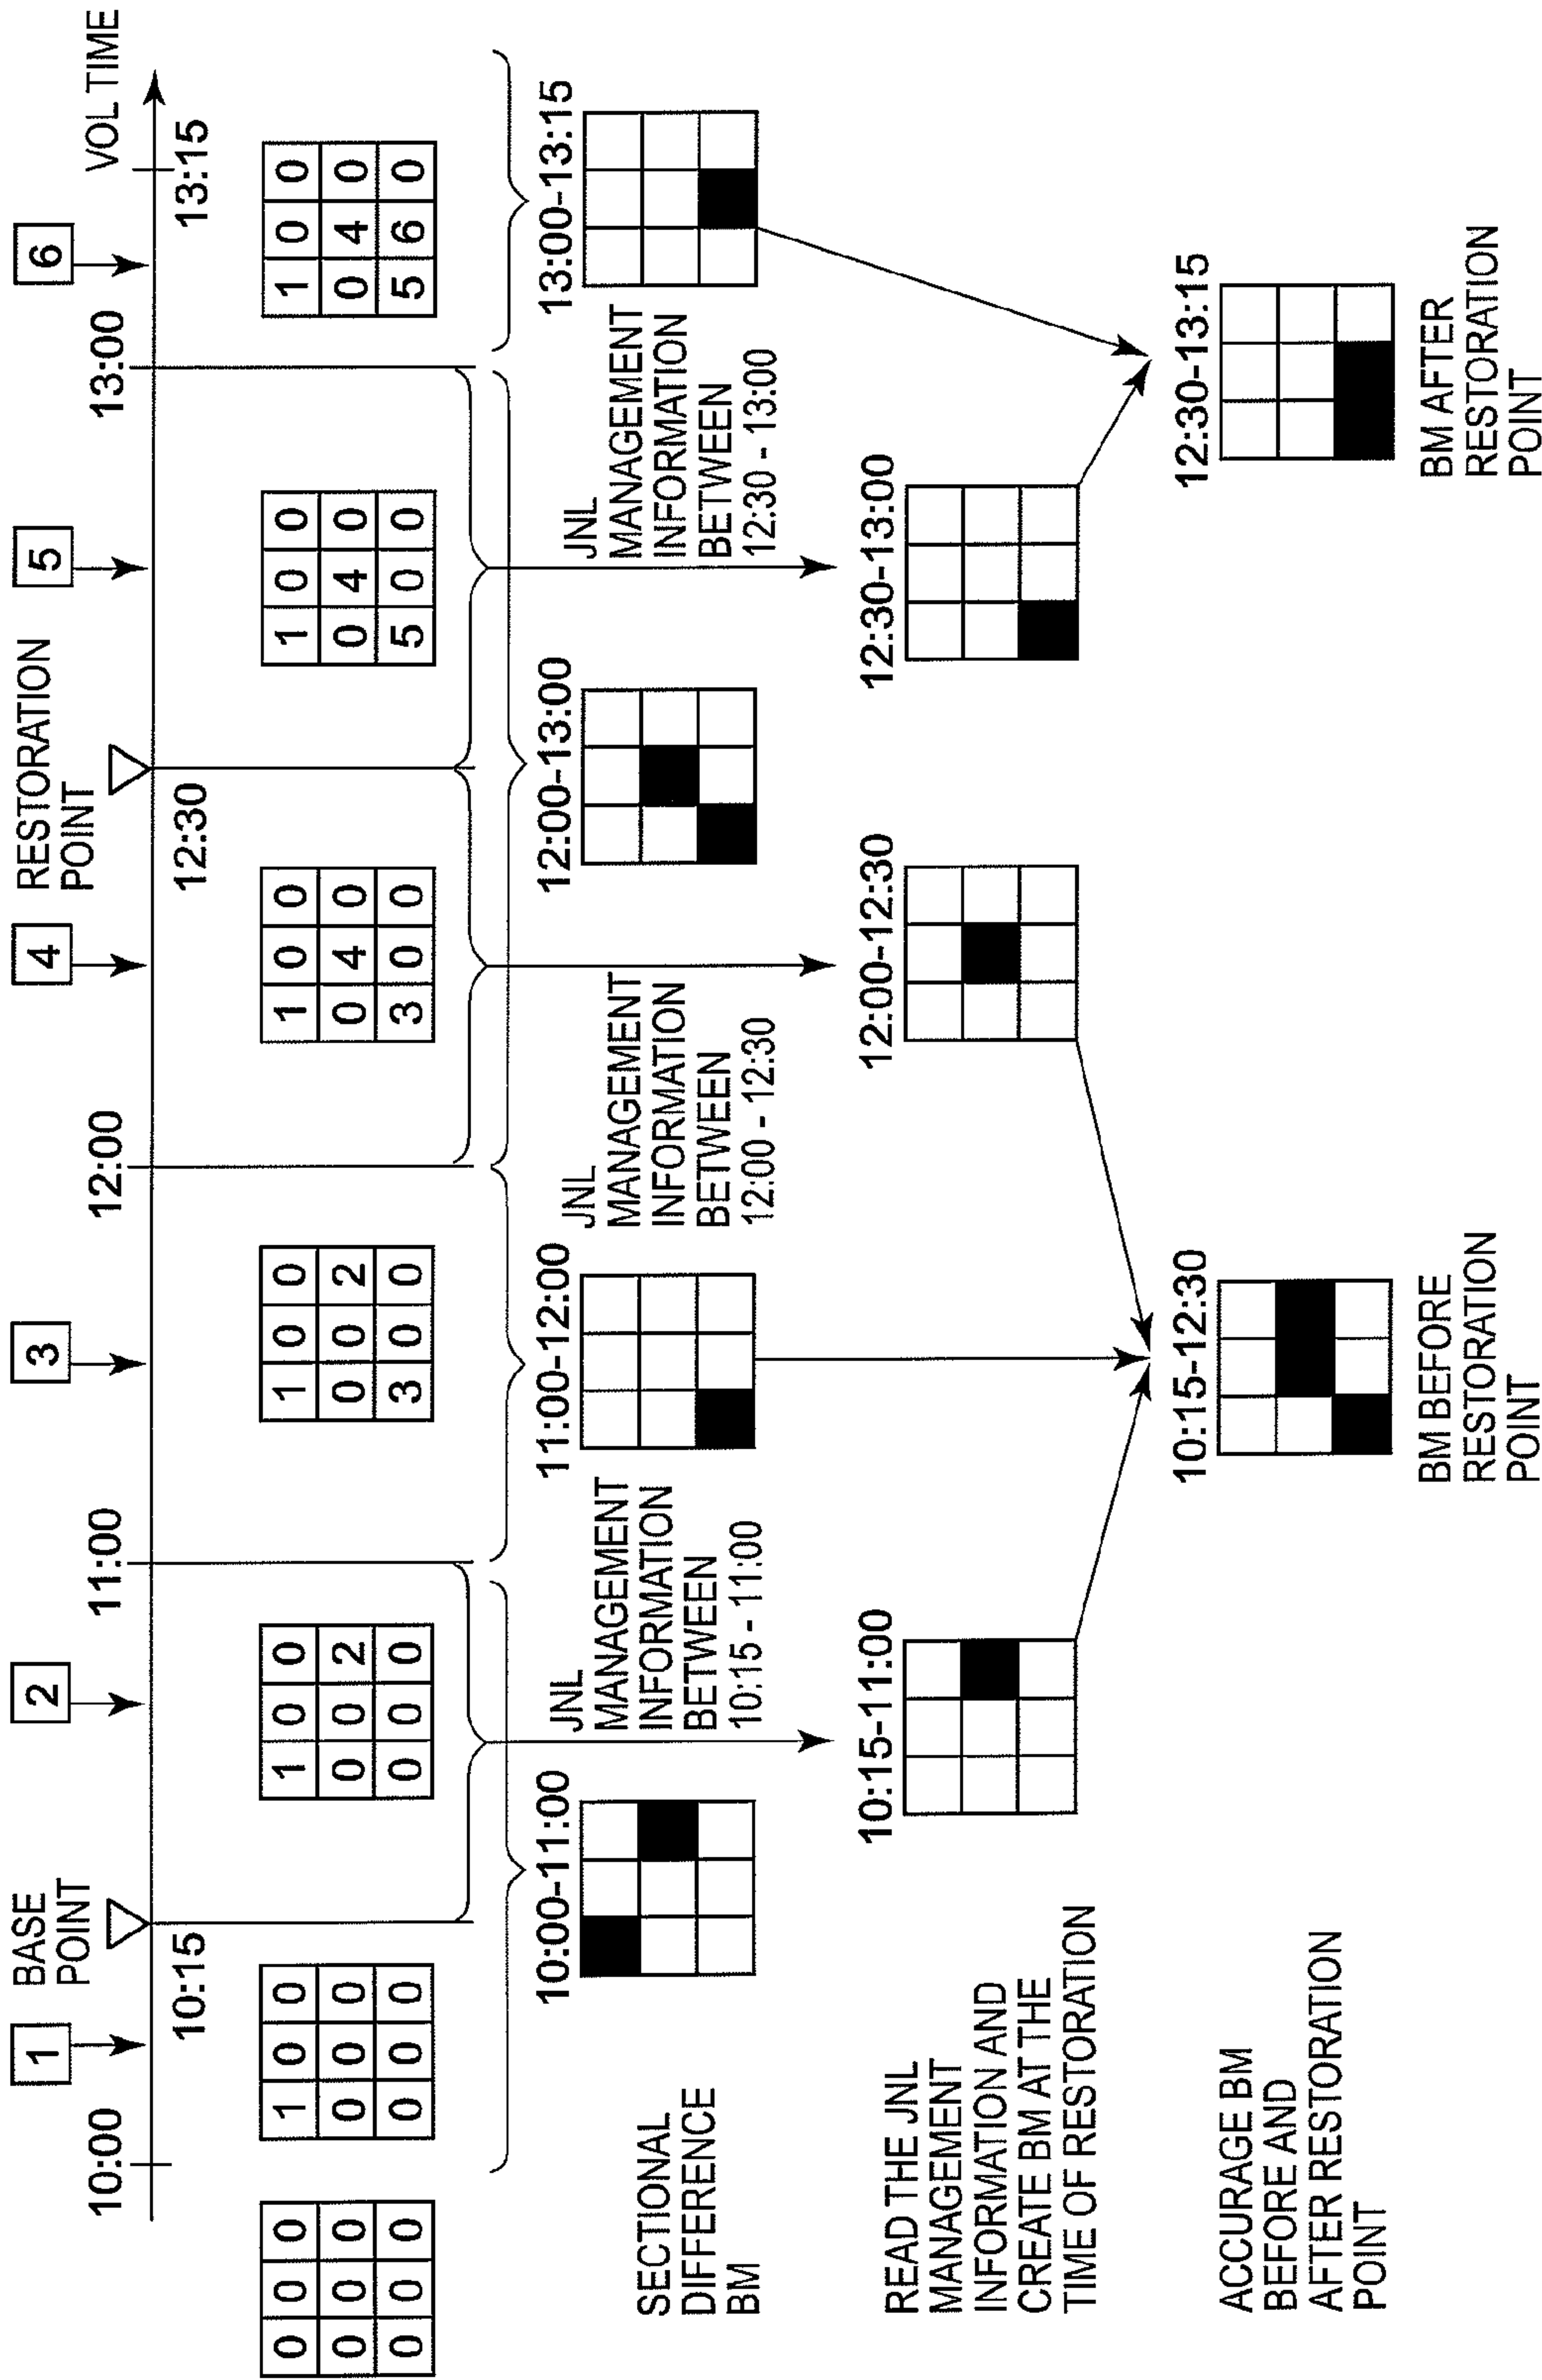 1
BASE
POINT
2
3
4
RESTORATION
POINT
5
6
10:00
11:00
12:00
13:00
VOL TIME
10:15
12:30
13:15
0 0 0
0 0 0
0 0 0
1 0 0
0 0 0
0 0 0
1 0 0
0 0 2
0 0 0
1 0 0
0 0 2
3 0 0
1 0 0
0 4 0
3 0 0
1 0 0
0 4 0
5 0 0
1 0 0
0 4 0
5 6 0
SECTIONAL
DIFFERENCE
BM
10:00-11:00
JNL
MANAGEMENT
INFORMATION
BETWEEN
10:15 - 11:00
11:00-12:00
JNL
MANAGEMENT
INFORMATION
BETWEEN
12:00 - 12:30
12:00-13:00
JNL
MANAGEMENT
INFORMATION
BETWEEN
12:30 - 13:00
13:00-13:15
READ THE JNL
MANAGEMENT
INFORMATION AND
CREATE BM AT THE
TIME OF RESTORATION
10:15-11:00
12:00-12:30
12:30-13:00
ACCURAGE BM
BEFORE AND
AFTER RESTORATION
POINT
10:15-12:30
BM BEFORE
RESTORATION
POINT
12:30-13:15
BM AFTER
RESTORATION
POINT